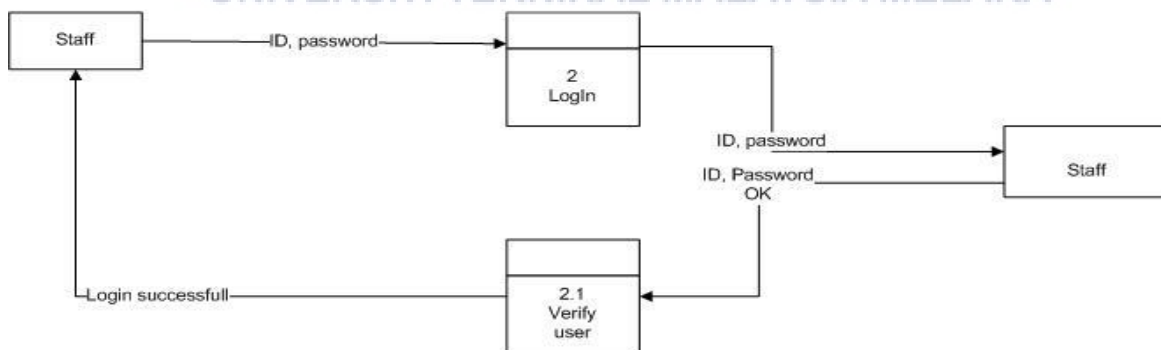 Staff
ID, password
2
LogIn
ID, password
Staff
ID, Password
OK
Login successfull
2.1
Verify
user